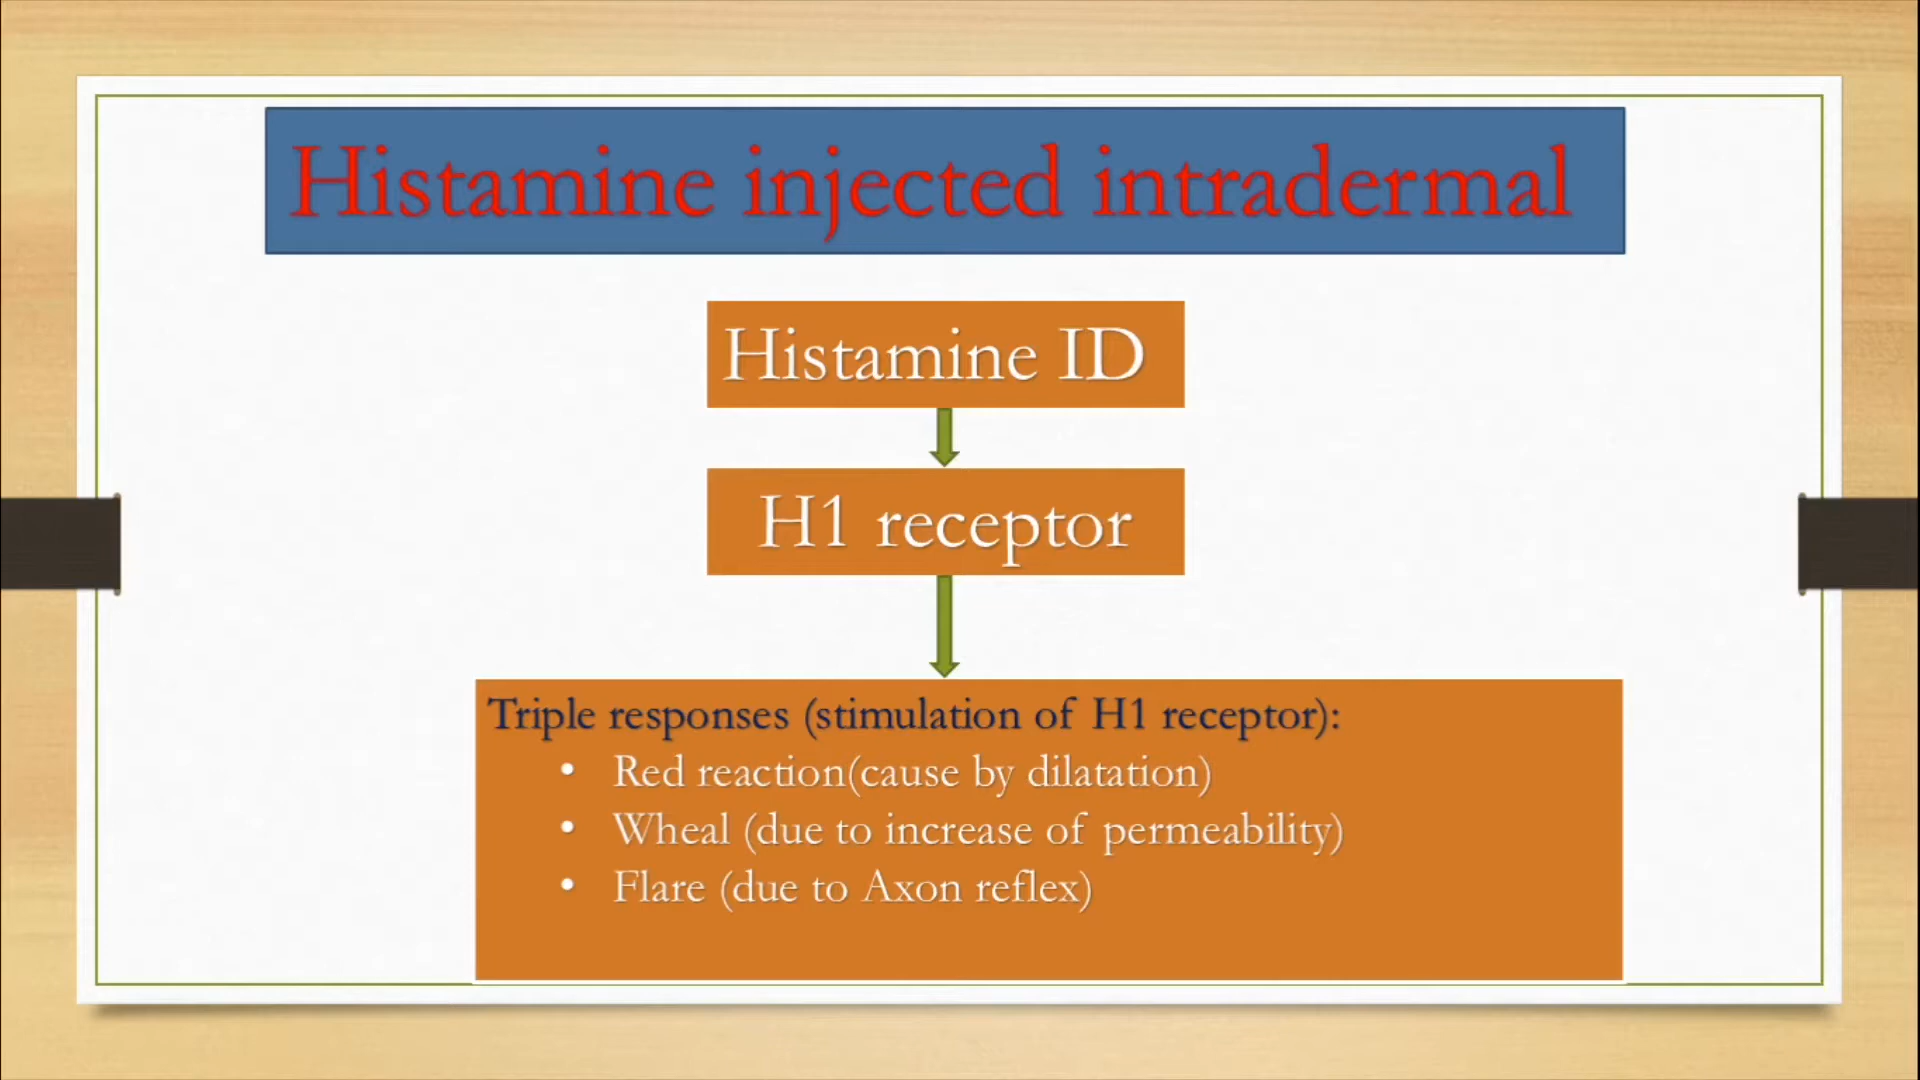 Histamine injected intradermal
Histamine ID
H1 receptor
Triple responses (stimulation of H1 receptor):
• Red reaction(cause by dilatation)
• Wheal (due to increase of permeability)
• Flare (due to Axon reflex)